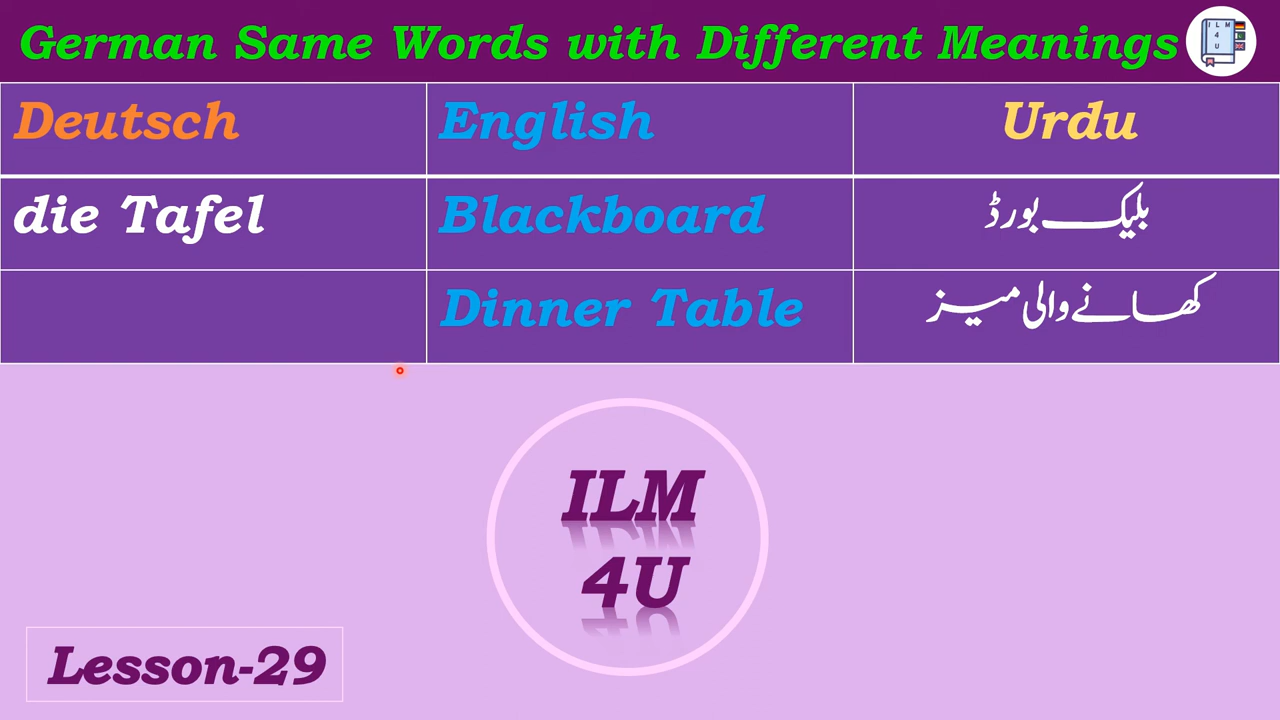 German Same Words with Different Meanings
I L M
4
U
Deutsch English Urdu
die Tafel Blackboard بلیک بورڈ
Dinner Table کھانے والی میز
ILM
4U
Lesson-29